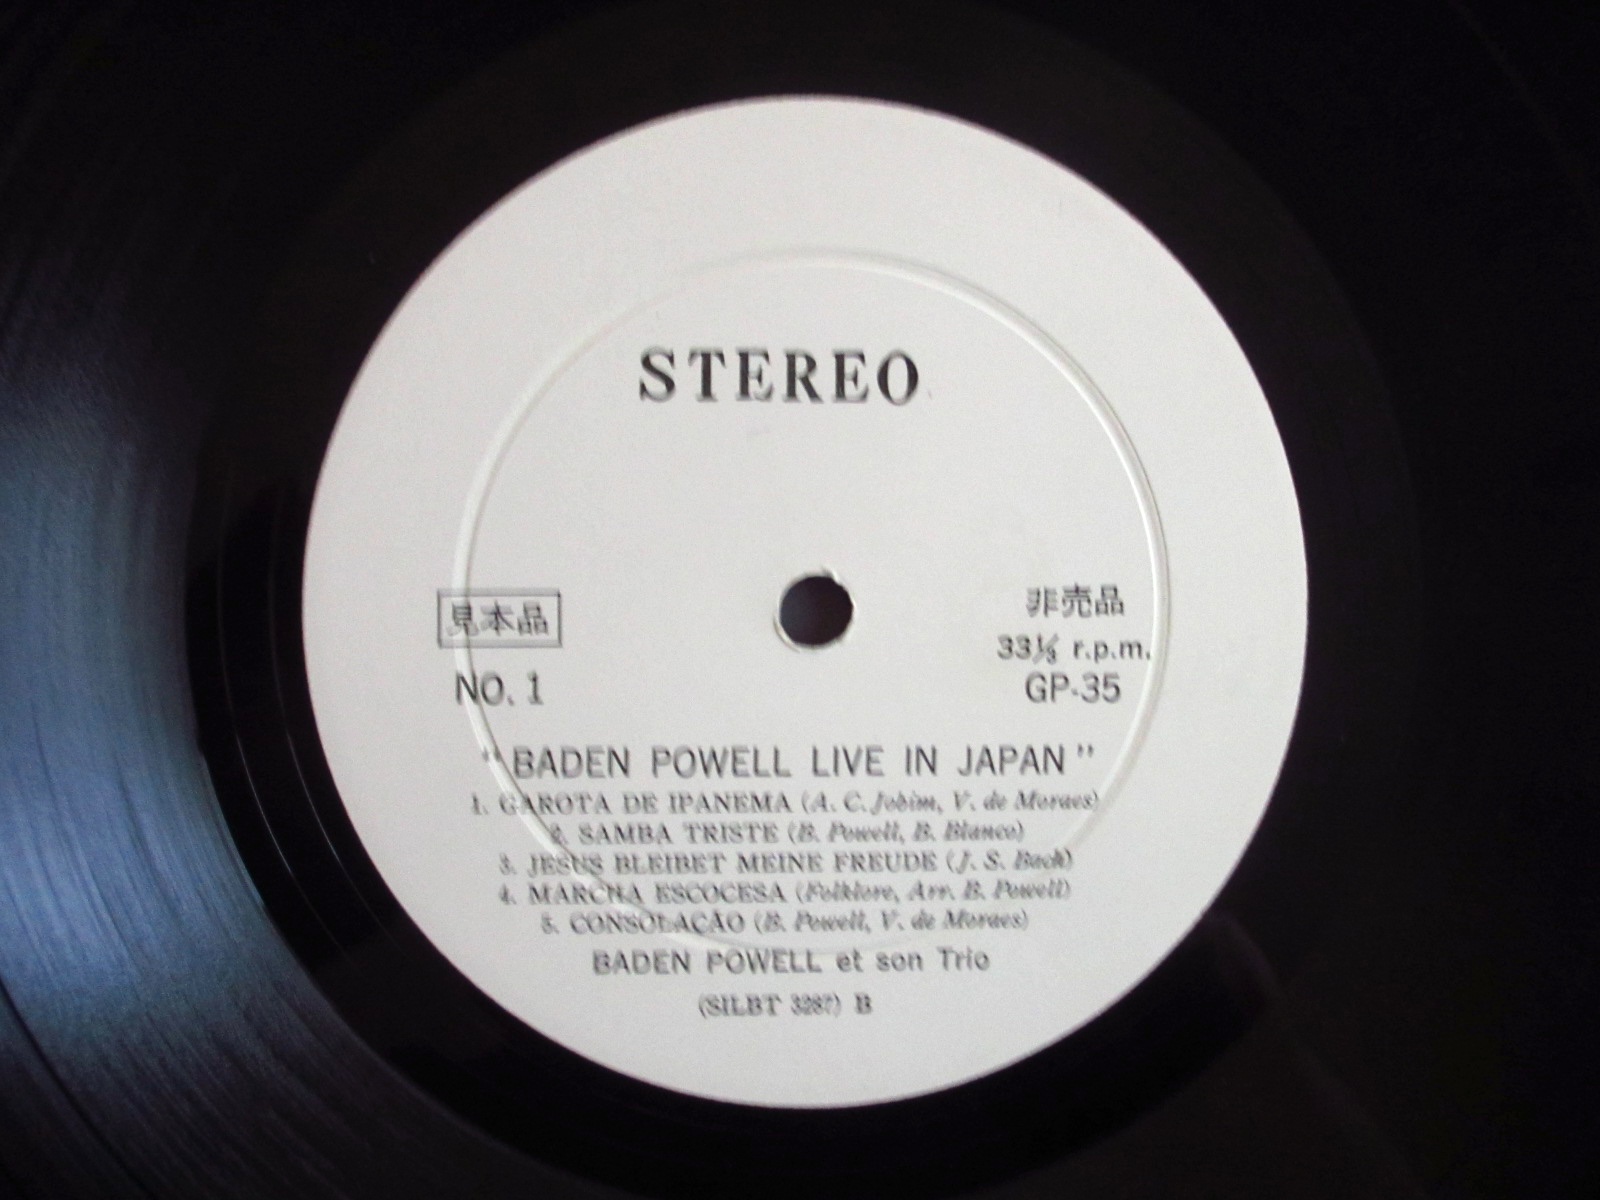 STEREO
見本品
NO. 1
非売品
33⅓ r.p.m.
GP-35
"BADEN POWELL LIVE IN JAPAN"
1. GAROTA DE IPANEMA (A. C. Jobim, V. de Moraes)
2. SAMBA TRISTE (B. Powell, B. Blanco)
3. JESUS BLEIBET MEINE FREUDE (J. S. Bach)
4. MARCHA ESCOCESA (Folklore, Arr. B. Powell)
5. CONSOLAÇÃO (B. Powell, V. de Moraes)
BADEN POWELL et son Trio
(SILBT 3287) B